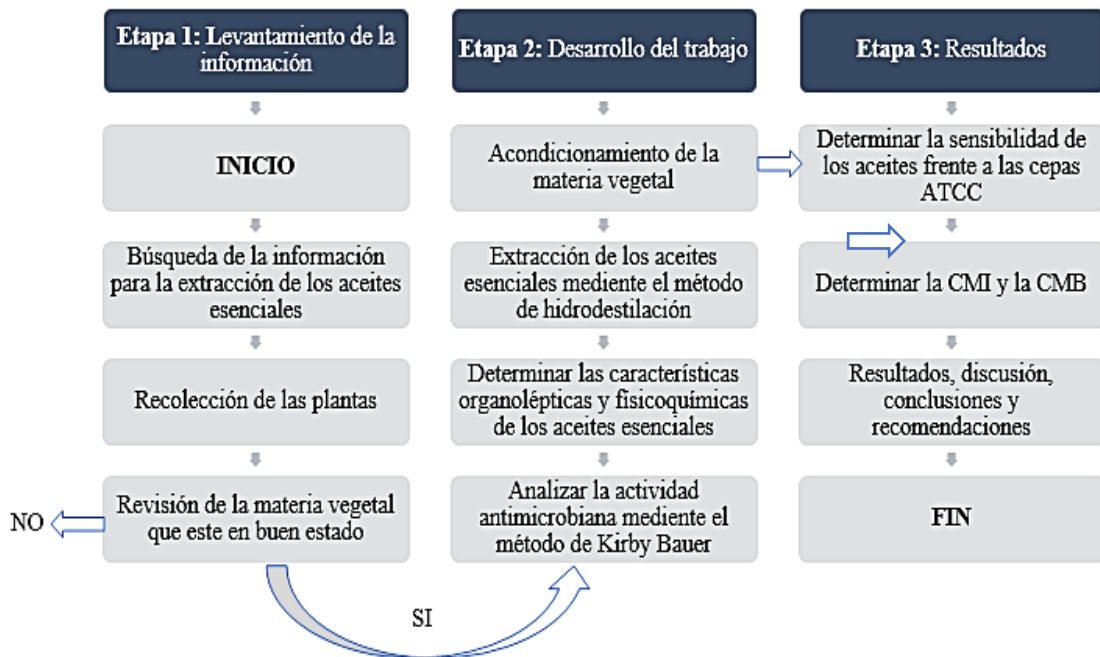 Etapa 1: Levantamiento de la
información
INICIO
Búsqueda de la información
para la extracción de los aceites
esenciales
Recolección de las plantas
Revisión de la materia vegetal
que este en buen estado
NO
SI
Etapa 2: Desarrollo del trabajo
Acondicionamiento de la
materia vegetal
Extracción de los aceites
esenciales mediante el método
de hidrodestilación
Determinar las características
organolépticas y físicoquímicas
de los aceites esenciales
Analizar la actividad
antimicrobiana mediante el
método de Kirby Bauer
Etapa 3: Resultados
Determinar la sensibilidad de
los aceites frente a las cepas
ATCC
Determinar la CMI y la CMB
Resultados, discusión,
conclusiones y
recomendaciones
FIN